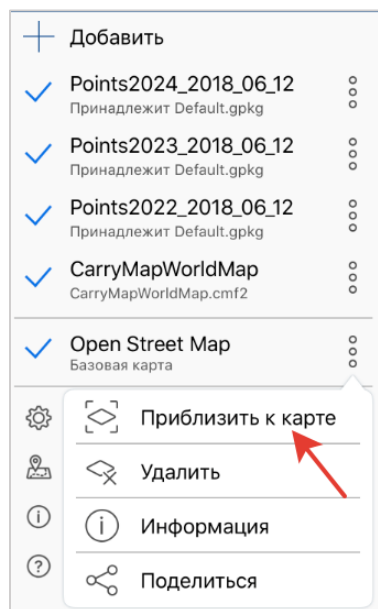 Добавить
Points2024_2018_06_12
Принадлежит Default.gpkg
Points2023_2018_06_12
Принадлежит Default.gpkg
Points2022_2018_06_12
Принадлежит Default.gpkg
CarryMapWorldMap
CarryMapWorldMap.cmf2
Open Street Map
Базовая карта
Приблизить к карте
Удалить
Информация
Поделиться